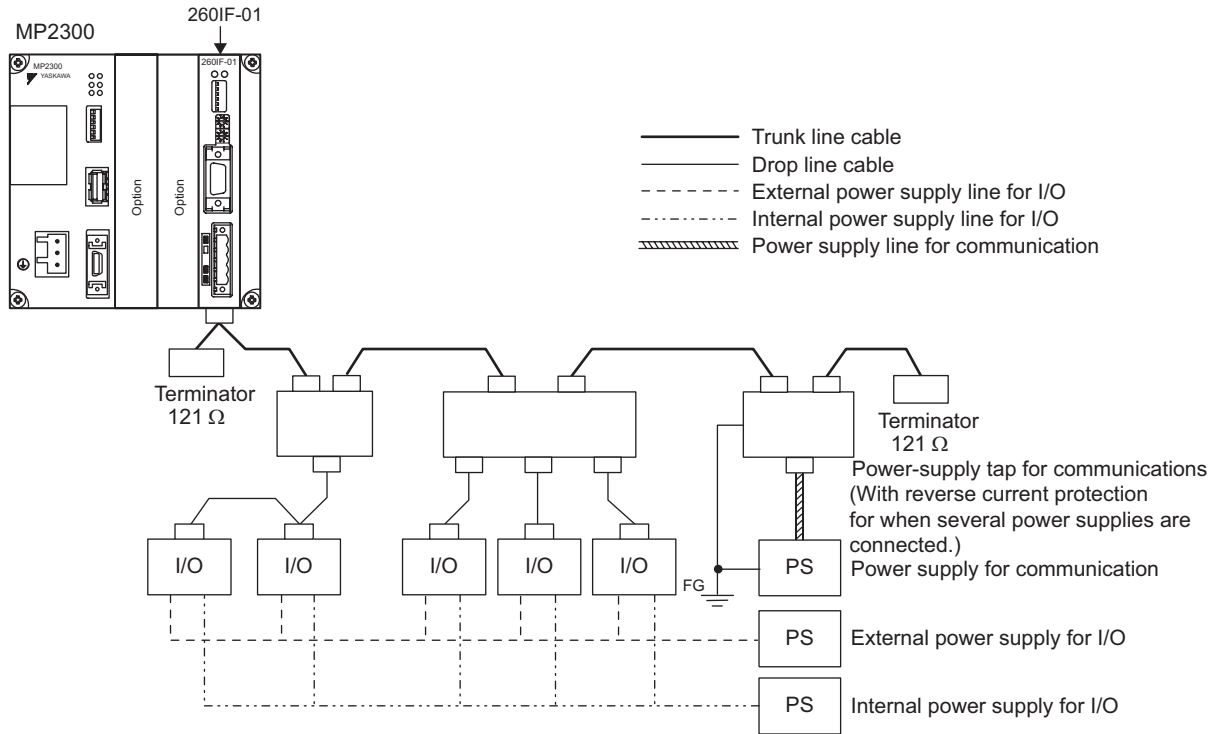 260IF-01
MP2300
MP2300
YASKAWA
260IF-01
Option
Option
Trunk line cable
Drop line cable
External power supply line for I/O
Internal power supply line for I/O
Power supply line for communication
Terminator
121 Ω
Terminator
121 Ω
Power-supply tap for communications
(With reverse current protection
for when several power supplies are
connected.)
I/O
I/O
I/O
I/O
I/O
PS
Power supply for communication
FG
PS
External power supply for I/O
PS
Internal power supply for I/O